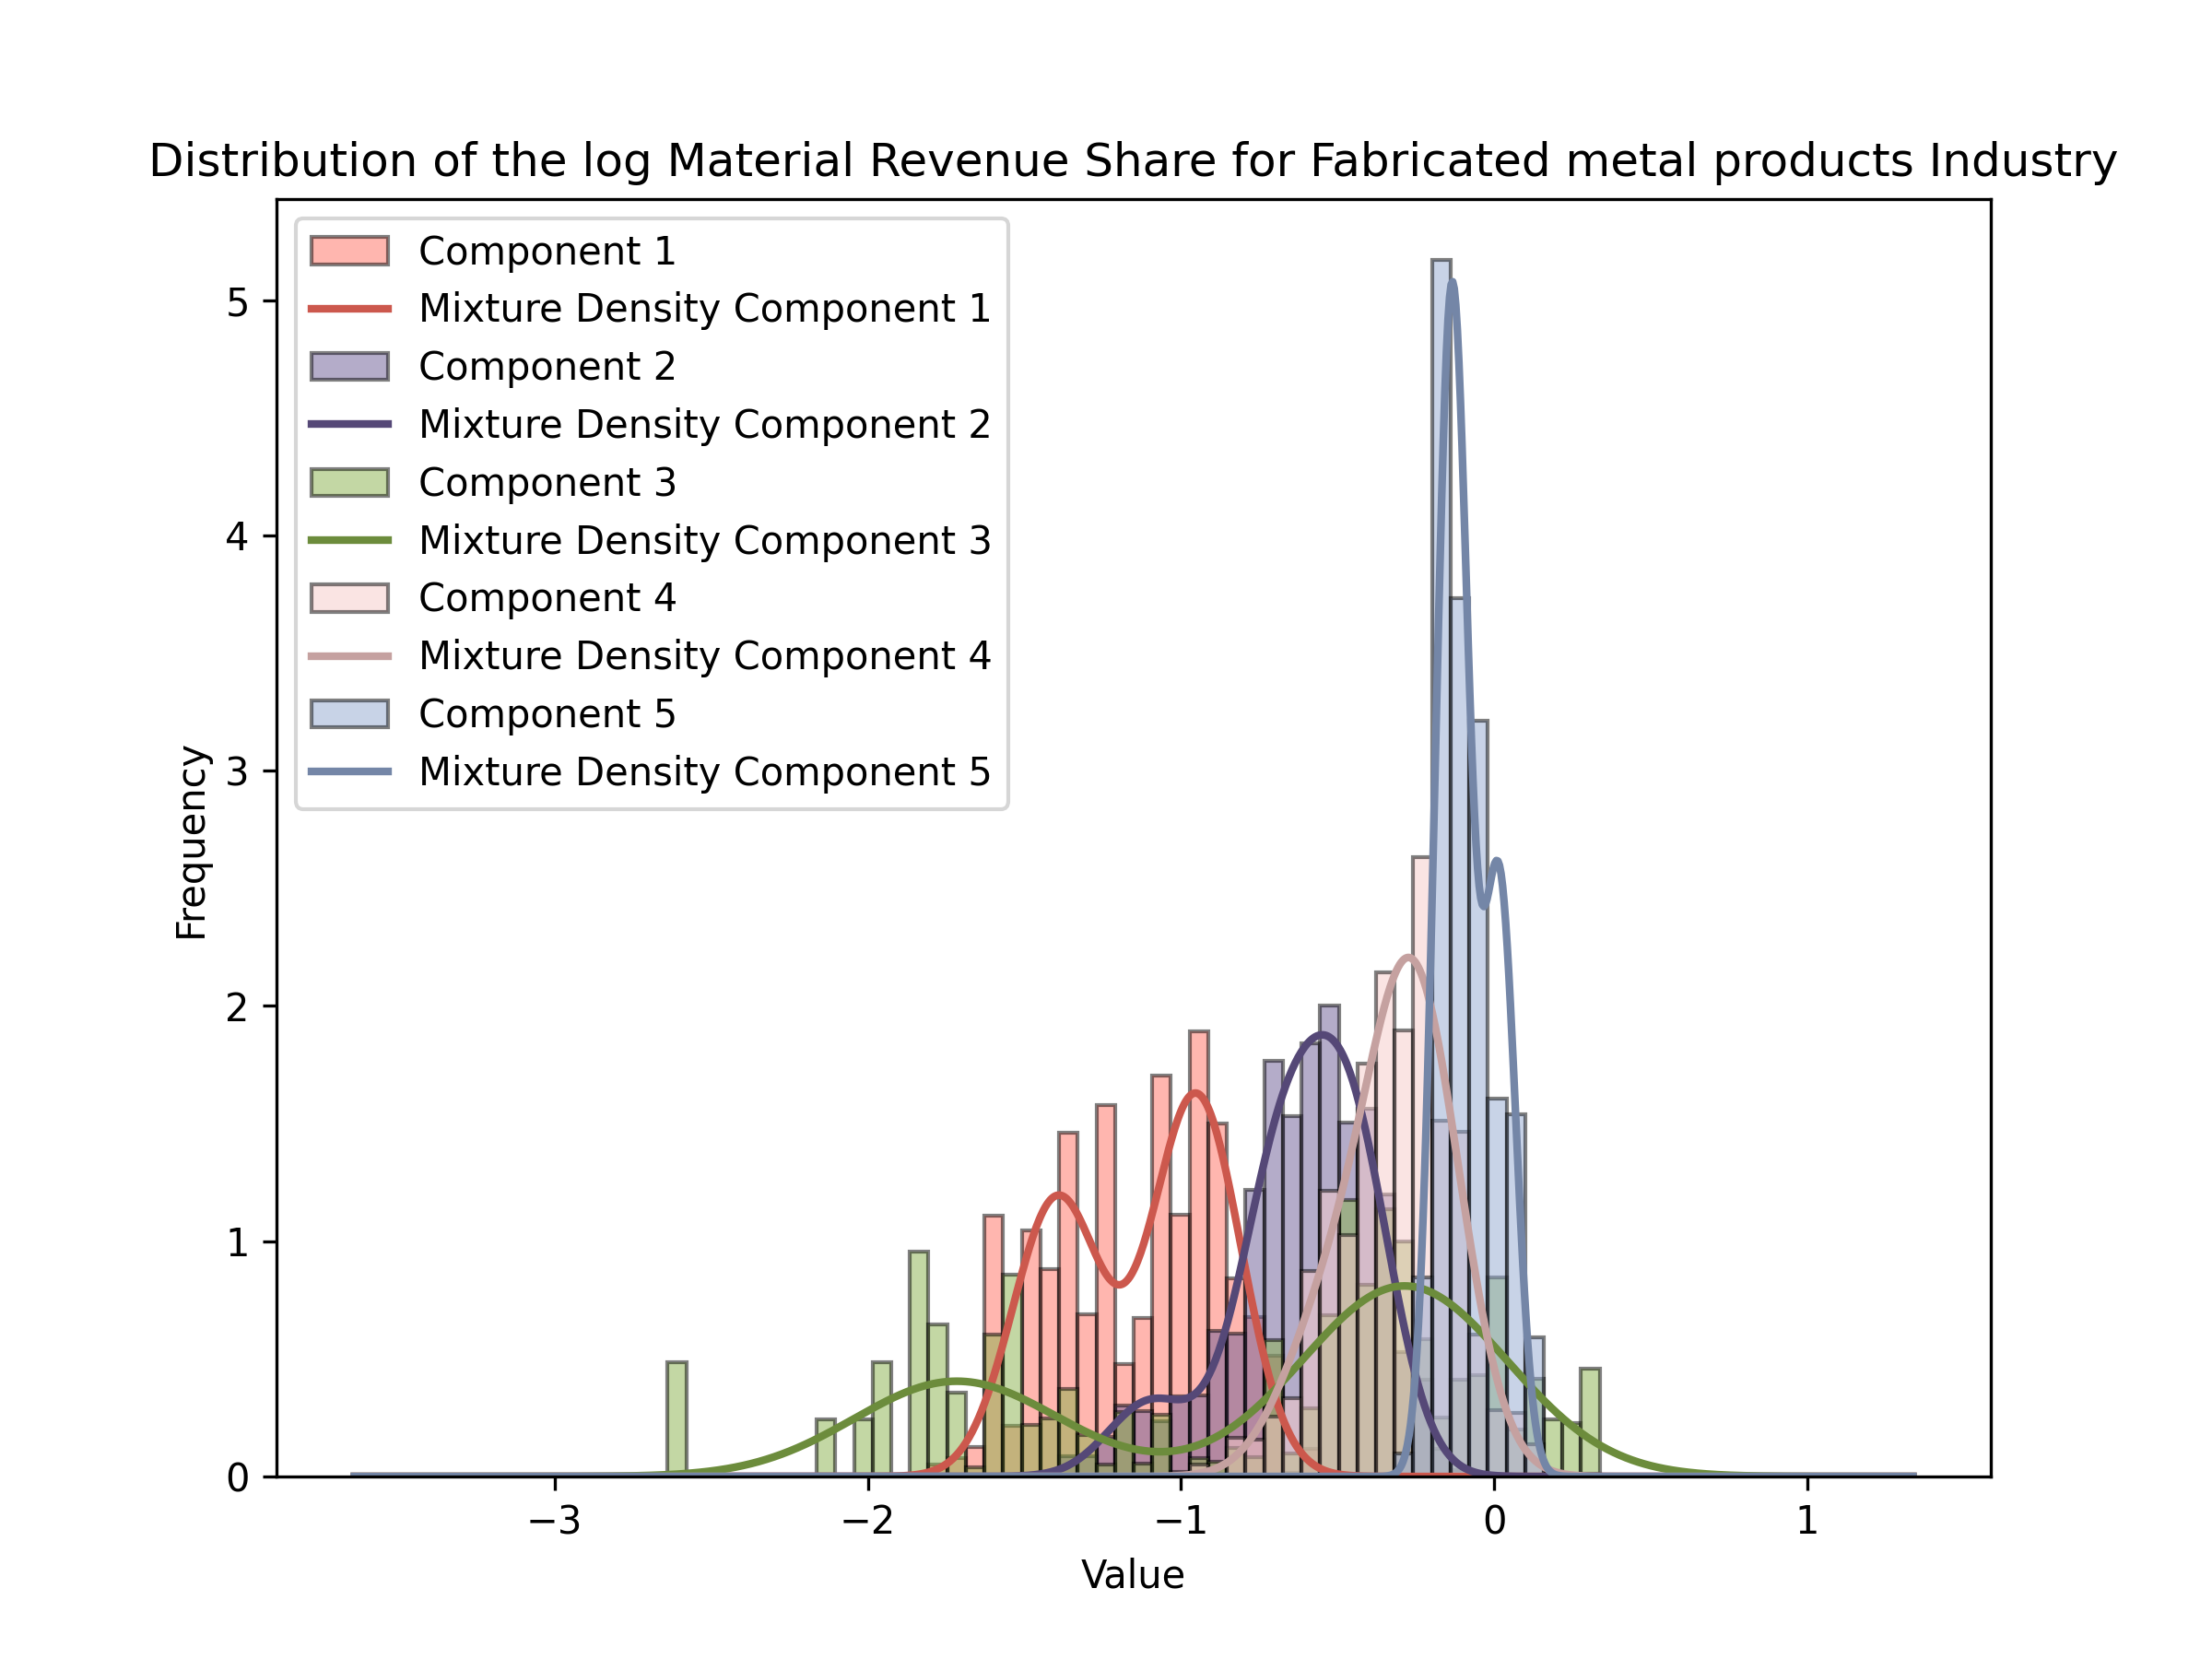 Distribution of the log Material Revenue Share for Fabricated metal products Industry
Component 1
Mixture Density Component 1
Component 2
Mixture Density Component 2
Component 3
Mixture Density Component 3
Component 4
Mixture Density Component 4
Component 5
Mixture Density Component 5
Frequency
5
4
3
2
1
0
−3 −2 −1 0 1
Value